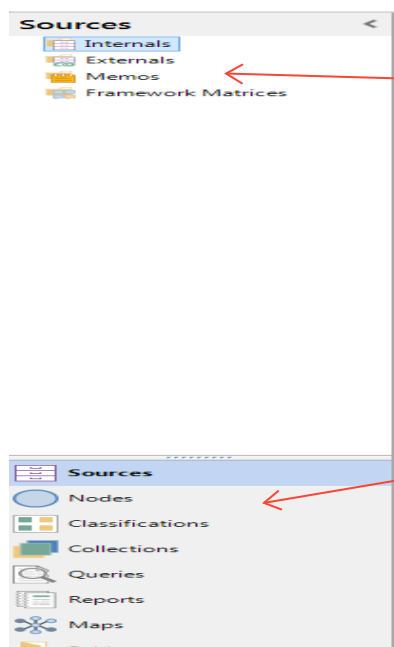 Sources
Internals
Externals
Memos
Framework Matrices
Sources
Nodes
Classifications
Collections
Queries
Reports
Maps